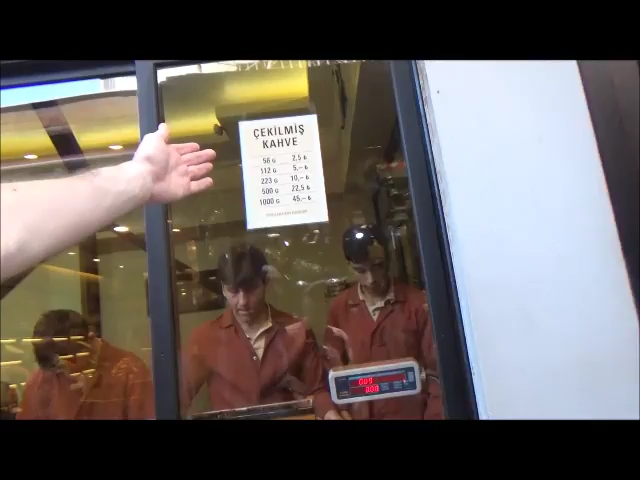 ÇEKİLMİŞ
KAHVE
56 G 2,5 ₺
112 G 5,– ₺
223 G 10,– ₺
500 G 22,5 ₺
1000 G 45,– ₺